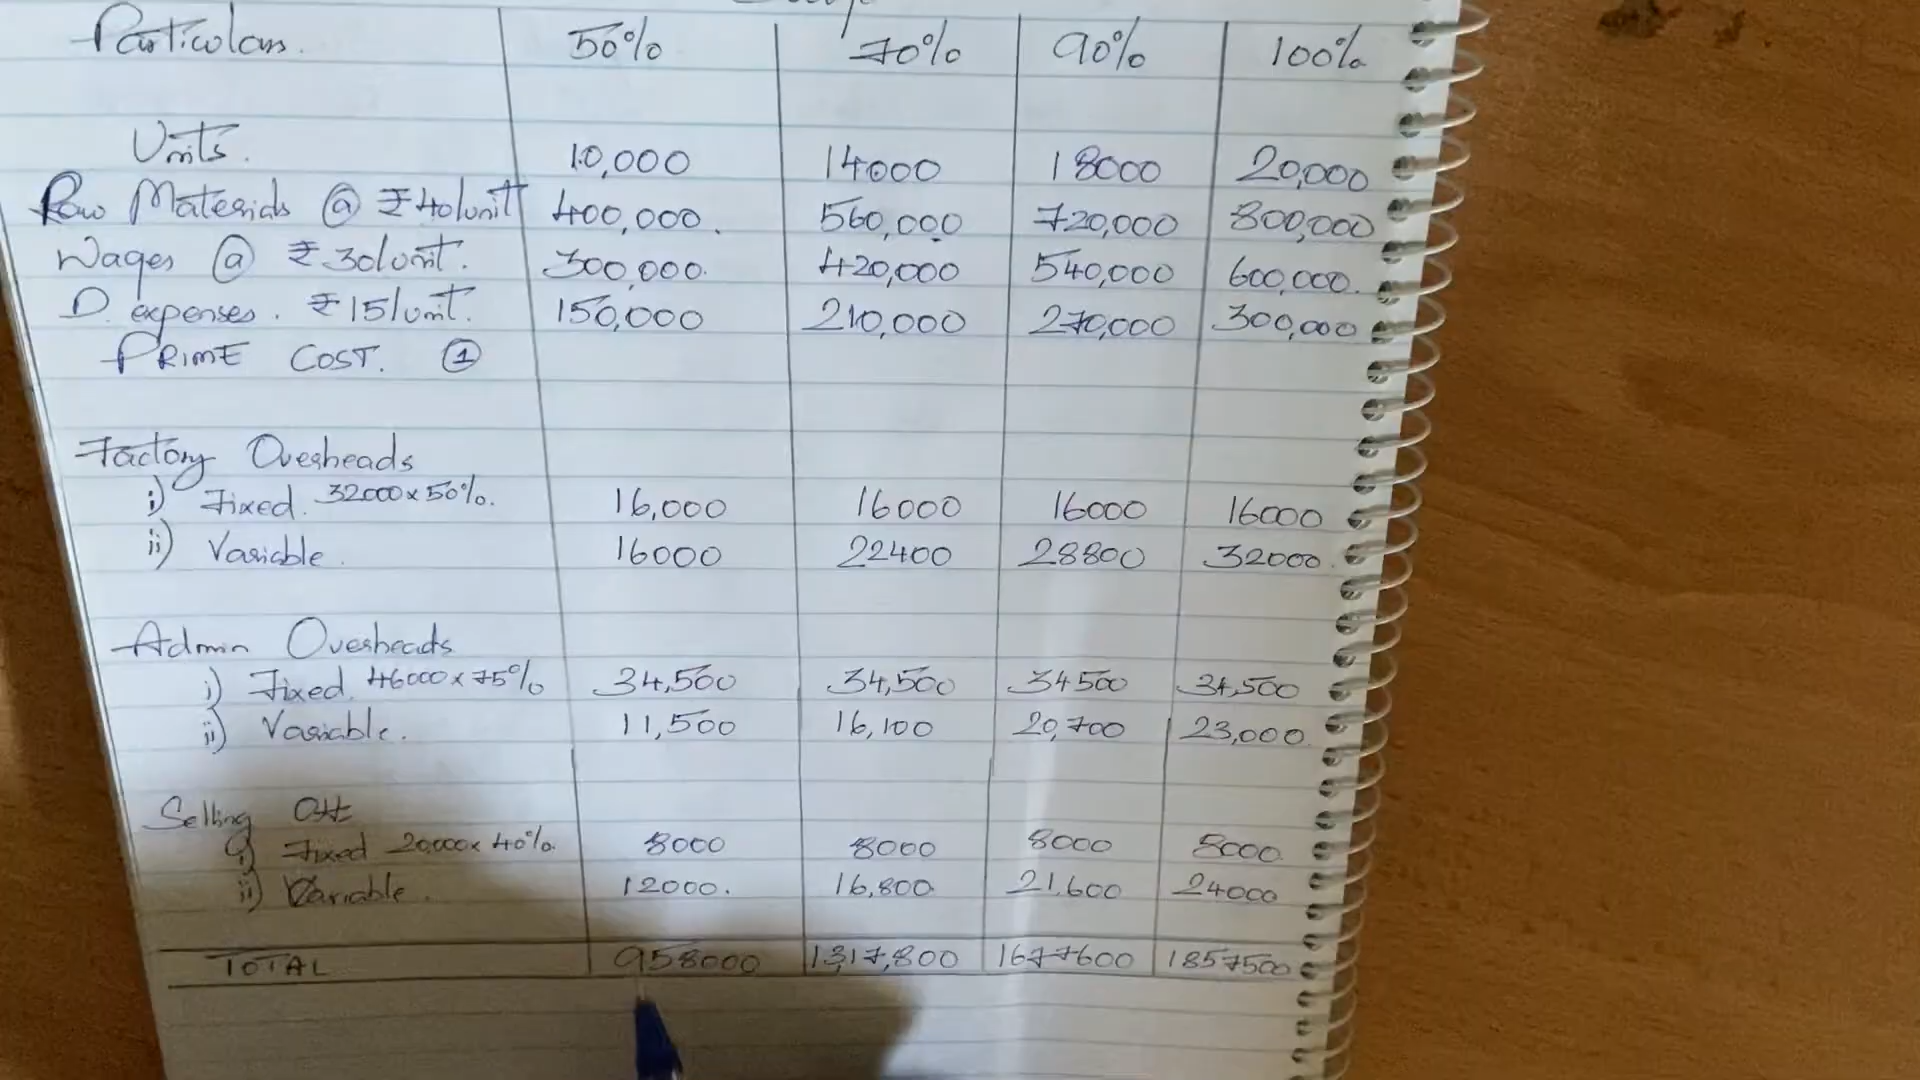 Particulars. 50% 70% 90% 100%
Units. 10,000 14000 18000 20,000
Raw Materials @ ₹40/unit 400,000. 560,000 720,000 800,000
Wages @ ₹30/unit. 300,000. 420,000 540,000 600,000.
D. expenses. ₹15/unit. 150,000 210,000 270,000 300,000
PRIME COST. ①
Factory Overheads
i) Fixed. 32000×50%. 16,000 16000 16000 16000
ii) Variable. 16000 22400 28800 32000.
Admin Overheads
i) Fixed. 46000×75% 34,500 34,500 34500 34,500
ii) Variable. 11,500 16,100 20,700 23,000.
Selling OH
i) Fixed 20,000× 40%. 8000 8000 8000 8000.
ii) Variable. 12000. 16,800. 21,600 24000
TOTAL 958000 1317,800 1677600 1857500